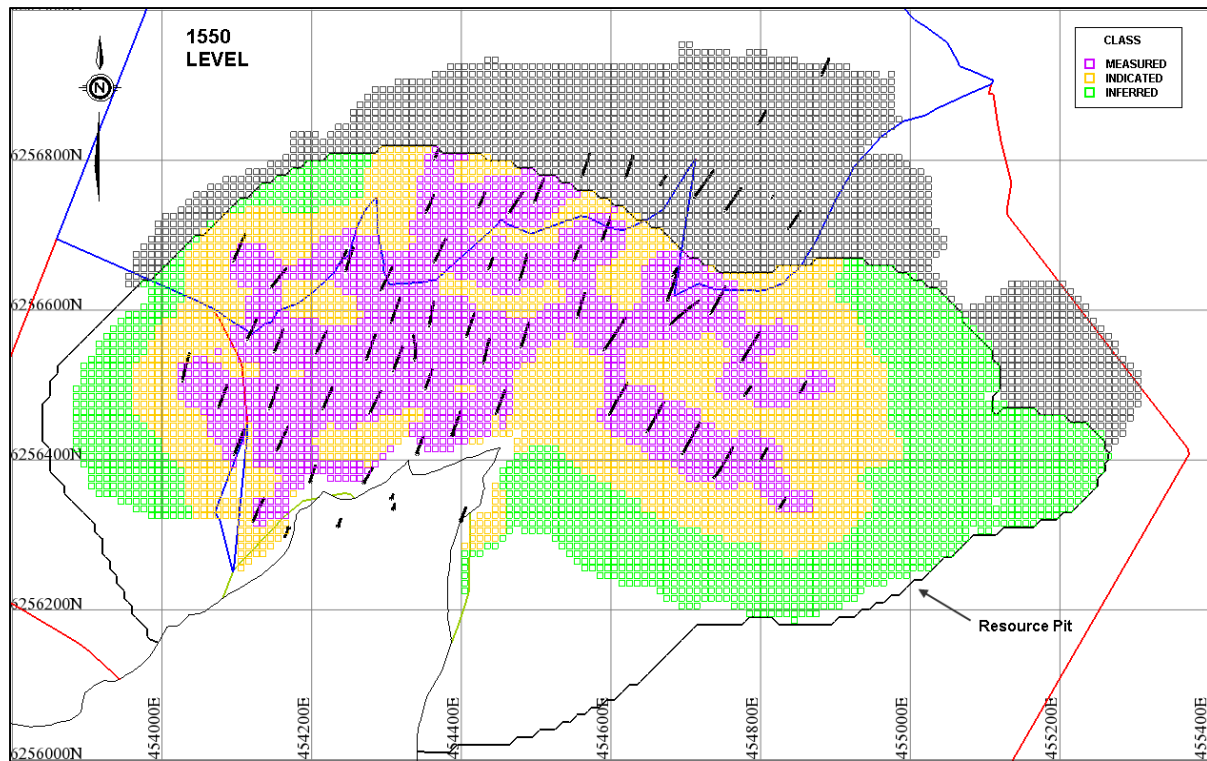 1550
LEVEL
CLASS
MEASURED
INDICATED
INFERRED
N
6256800N
6256600N
6256400N
6256200N
6256000N
Resource Pit
454000E
454200E
454400E
454600E
454800E
455000E
455200E
455400E